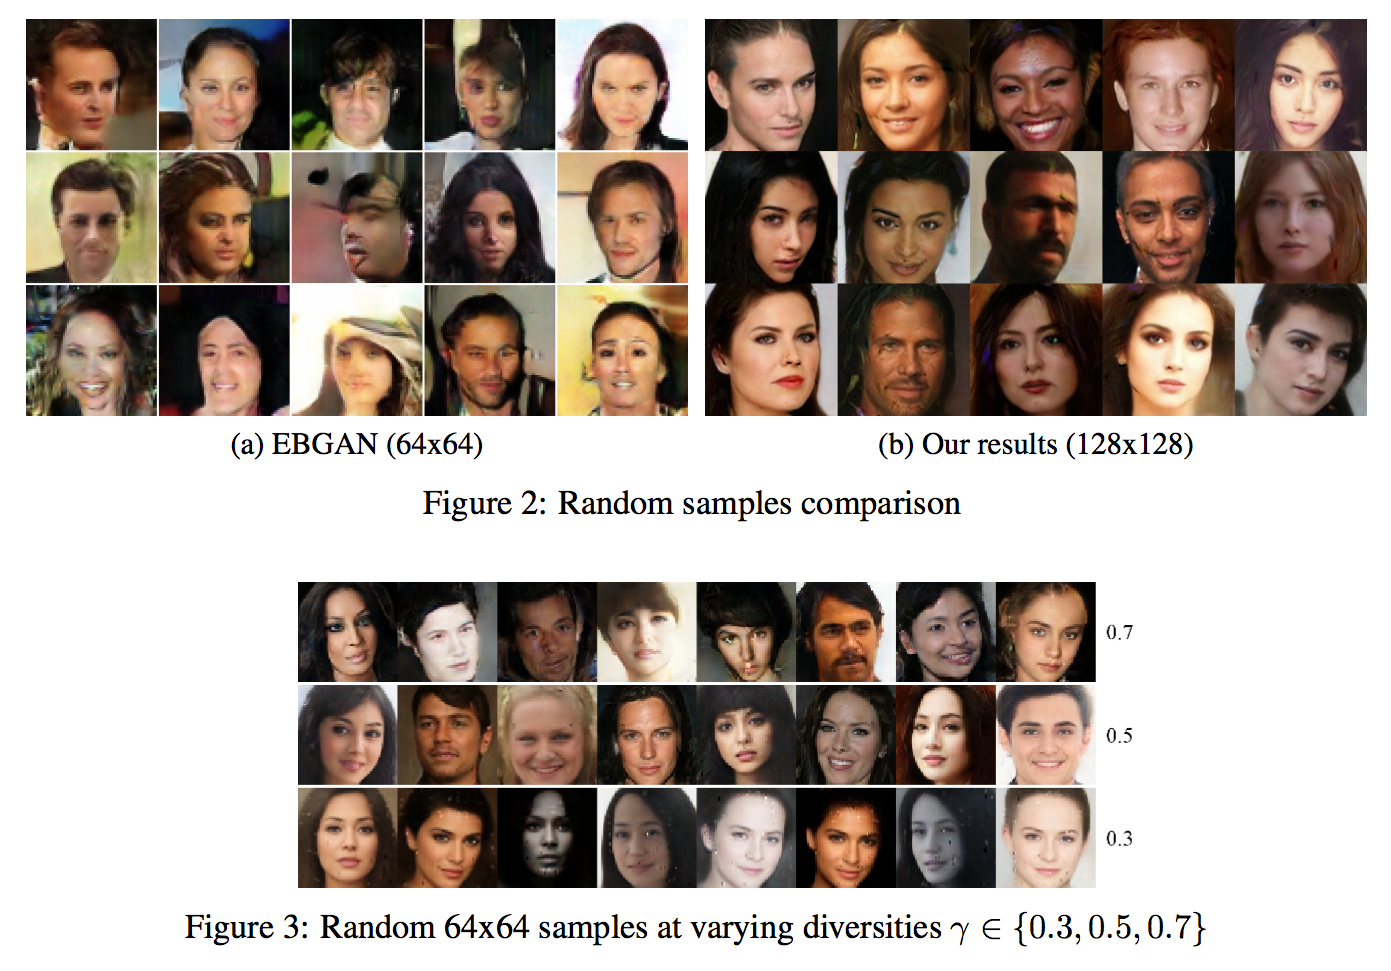 (a) EBGAN (64x64)
(b) Our results (128x128)
Figure 2: Random samples comparison
0.7
0.5
0.3
Figure 3: Random 64x64 samples at varying diversities γ ∈ {0.3, 0.5, 0.7}